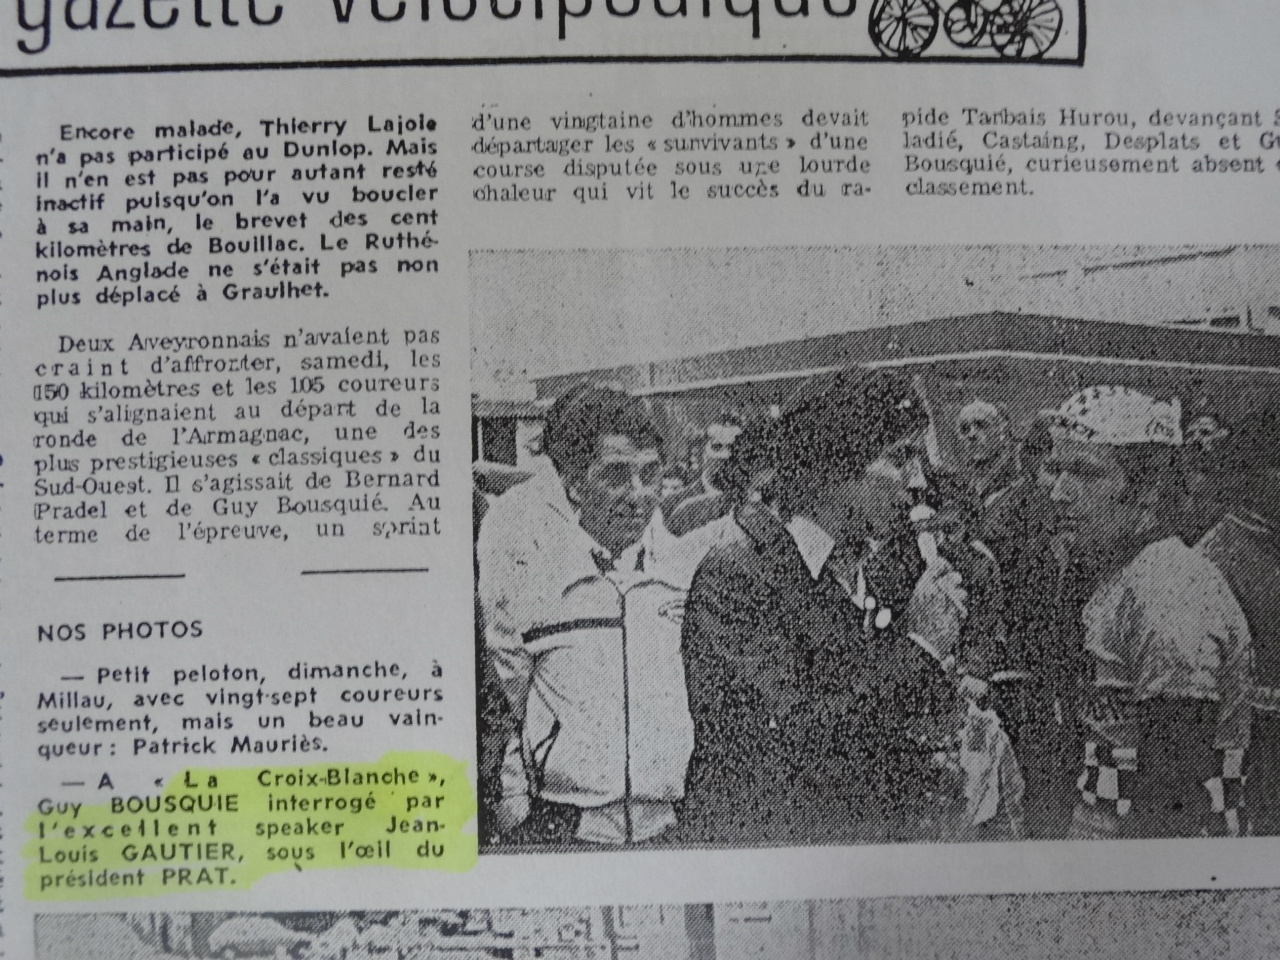 gazette vélocipédique
Encore malade, Thierry Lajoie
n'a pas participé au Dunlop. Mais
il n'en est pas pour autant resté
inactif puisqu'on l'a vu boucler
à sa main, le brevet des cent
kilomètres de Bouillac. Le Ruthé-
nois Anglade ne s'était pas non
plus déplacé à Graulhet.
Deux Aveyronnais n'avaient pas
craint d'affronter, samedi, les
150 kilomètres et les 105 coureurs
qui s'alignaient au départ de la
ronde de l'Armagnac, une des
plus prestigieuses « classiques » du
Sud-Ouest. Il s'agissait de Bernard
Pradel et de Guy Bousquié. Au
terme de l'épreuve, un sprint
d'une vingtaine d'hommes devait
départager les « survivants » d'une
course disputée sous une lourde
chaleur qui vit le succès du ra-
pide Tarbais Hurou, devançant
ladié, Castaing, Desplats et
Bousquié, curieusement absent
classement.
NOS PHOTOS
— Petit peloton, dimanche, à
Millau, avec vingt-sept coureurs
seulement, mais un beau vain-
queur : Patrick Mauriès.
— A « La Croix-Blanche »,
Guy BOUSQUIE interrogé par
l'excellent speaker Jean-
Louis GAUTIER, sous l'œil du
président PRAT.